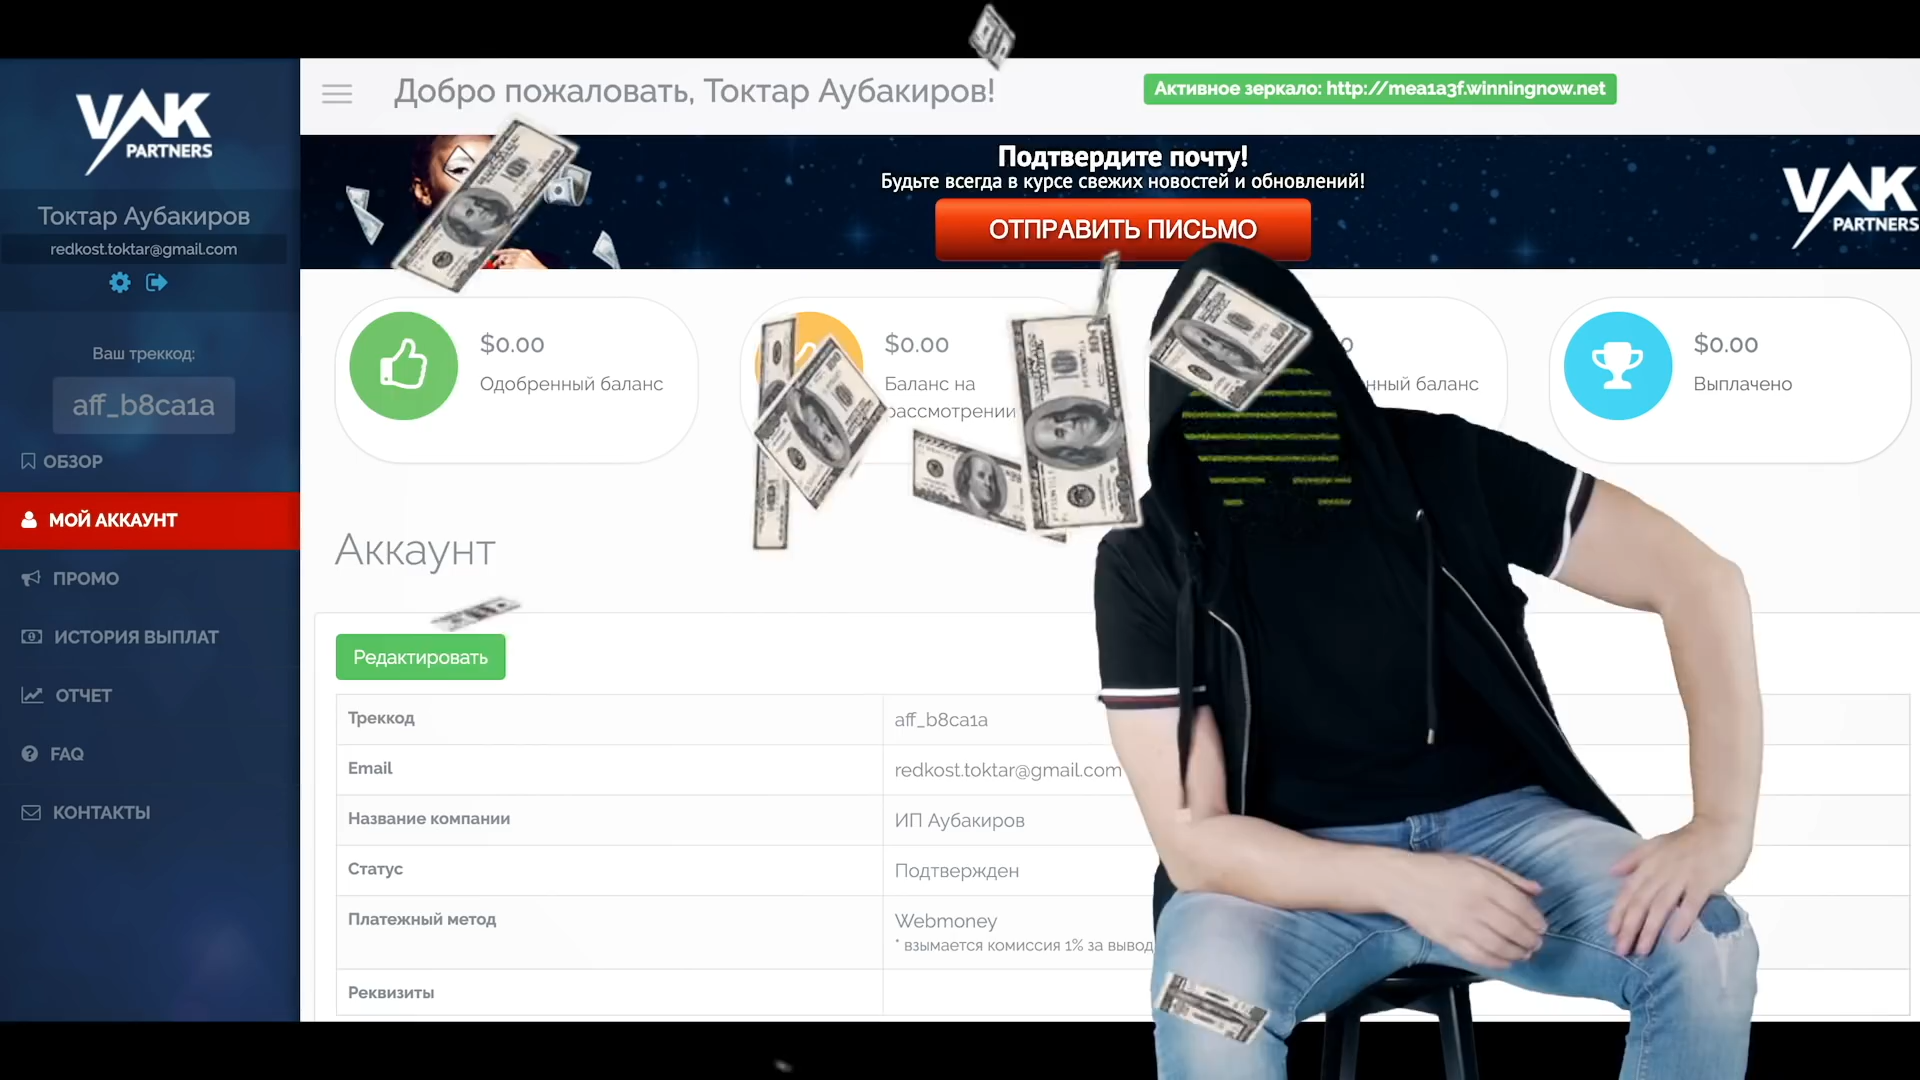 VLK
PARTNERS
Токтар Аубакиров
redkost.toktar@gmail.com
Ваш треккод:
aff_b8ca1a
ОБЗОР
МОЙ АККАУНТ
ПРОМО
ИСТОРИЯ ВЫПЛАТ
ОТЧЕТ
FAQ
КОНТАКТЫ
Добро пожаловать, Токтар Аубакиров!
Активное зеркало: http://mea1a3f.winningnow.net
Подтвердите почту!
Будьте всегда в курсе свежих новостей и обновлений!
ОТПРАВИТЬ ПИСЬМО
VLK
PARTNERS
$0.00
Одобренный баланс
$0.00
Баланс на
рассмотрении
баланс
$0.00
Выплачено
Аккаунт
Редактировать
Треккод
aff_b8ca1a
Email
redkost.toktar@gmail.com
Название компании
ИП Аубакиров
Статус
Подтвержден
Платежный метод
Webmoney
* взымается комиссия 1% за вывод
Реквизиты